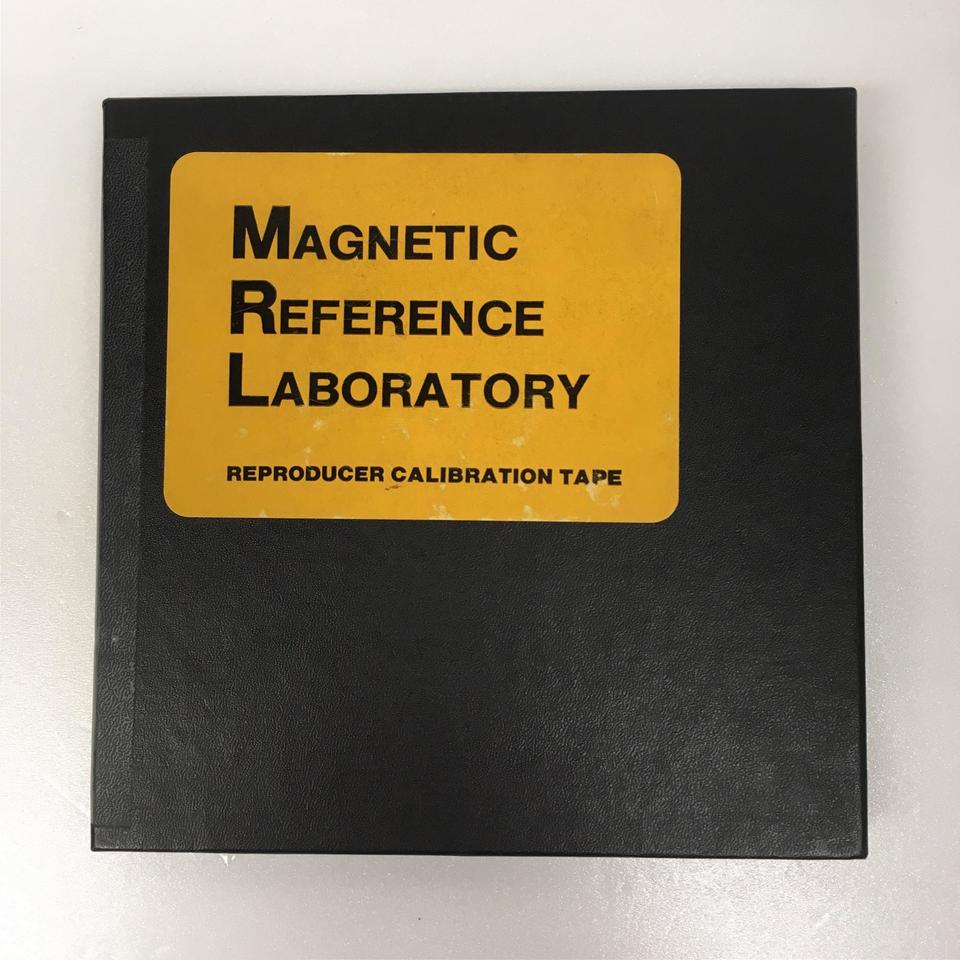 MAGNETIC
REFERENCE
LABORATORY
REPRODUCER CALIBRATION TAPE